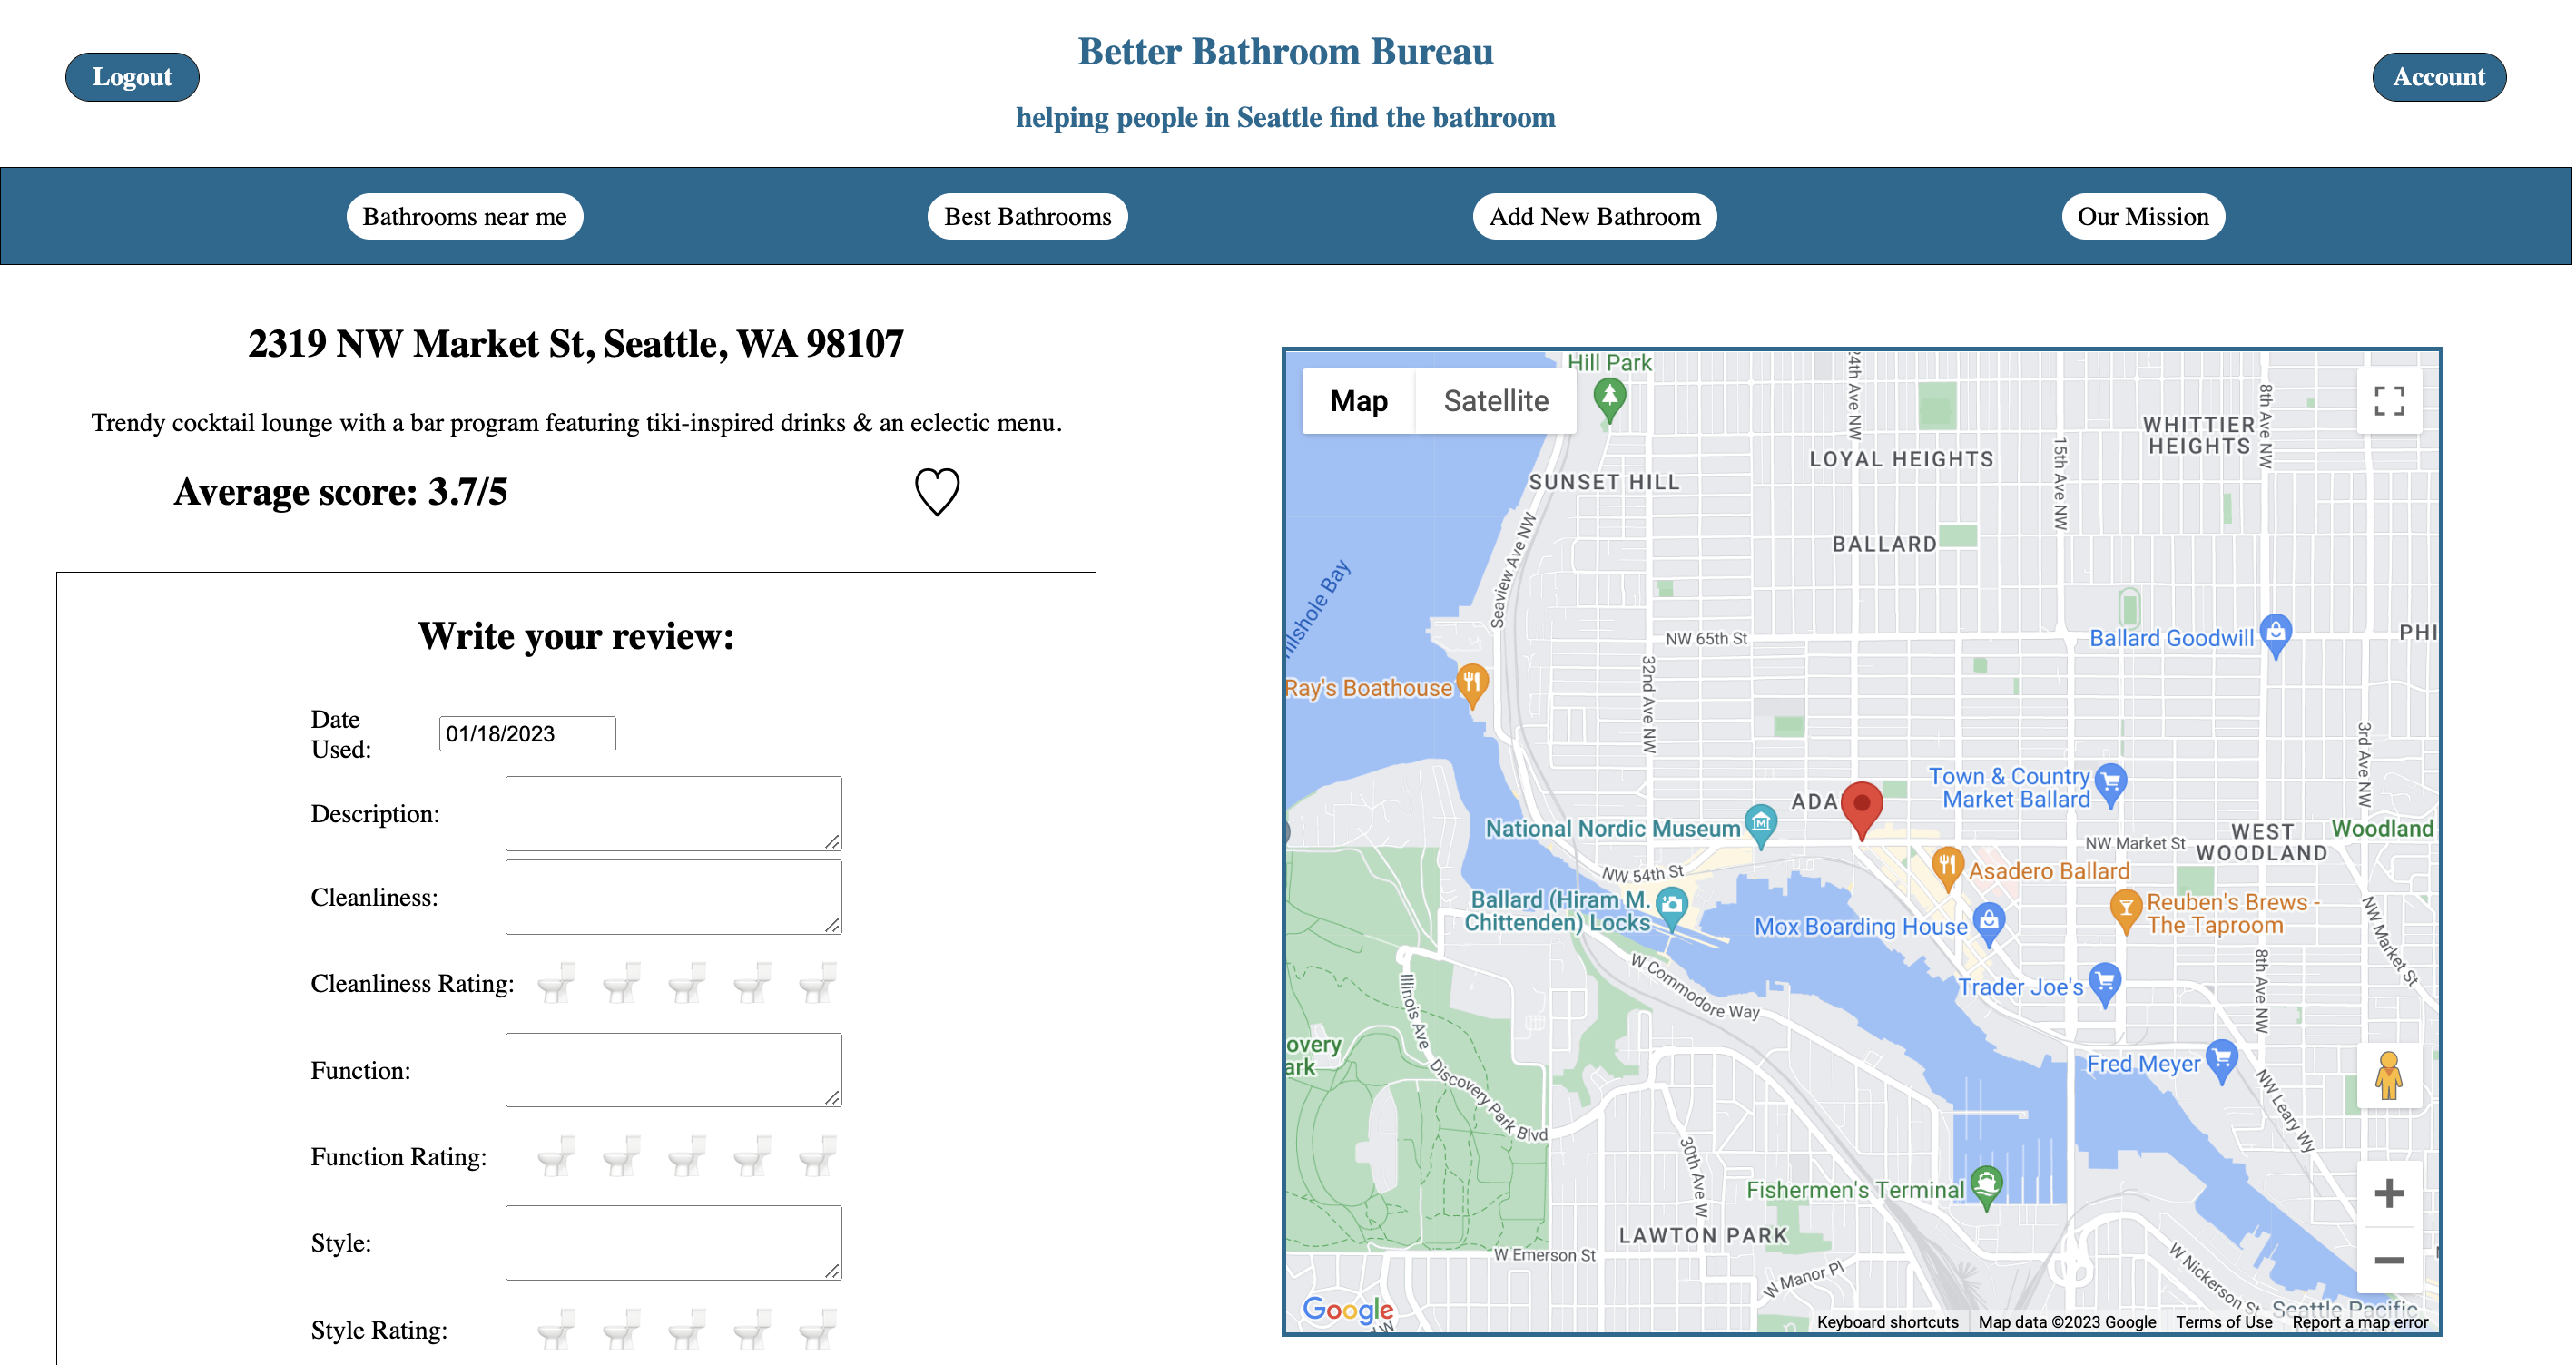 Better Bathroom Bureau
Logout
Account
helping people in Seattle find the bathroom
Bathrooms near me
Best Bathrooms
Add New Bathroom
Our Mission
2319 NW Market St, Seattle, WA 98107
Trendy cocktail lounge with a bar program featuring tiki-inspired drinks & an eclectic menu.
Average score: 3.7/5
Write your review:
Date
Used:
01/18/2023
Description:
Cleanliness:
Cleanliness Rating:
Function:
Function Rating:
Style:
Style Rating:
Map
Satellite
Hill Park
24th Ave NW
8th Ave NW
WHITTIER
HEIGHTS
LOYAL HEIGHTS
15th Ave NW
SUNSET HILL
Seaview Ave NW
BALLARD
ilshole Bay
NW 65th St
Ballard Goodwill
PHI
32nd Ave NW
Ray's Boathouse
3rd Ave NW
Town & Country
Market Ballard
ADA
National Nordic Museum
NW Market St
WEST
WOODLAND
Woodland
NW 54th St
Asadero Ballard
Ballard (Hiram M.
Chittenden) Locks
Reuben's Brews -
The Taproom
Mox Boarding House
NW Market St
W Commodore Way
8th Ave NW
Trader Joe's
Illinois Ave
overy
ark
Fred Meyer
Discovery Park Blvd
NW Leary Wy
30th Ave W
Fishermen's Terminal
LAWTON PARK
W Emerson St
W Manor Pl
W Nickerson St
Seattle Pacific
Google
Keyboard shortcuts
Map data ©2023 Google
Terms of Use
Report a map error